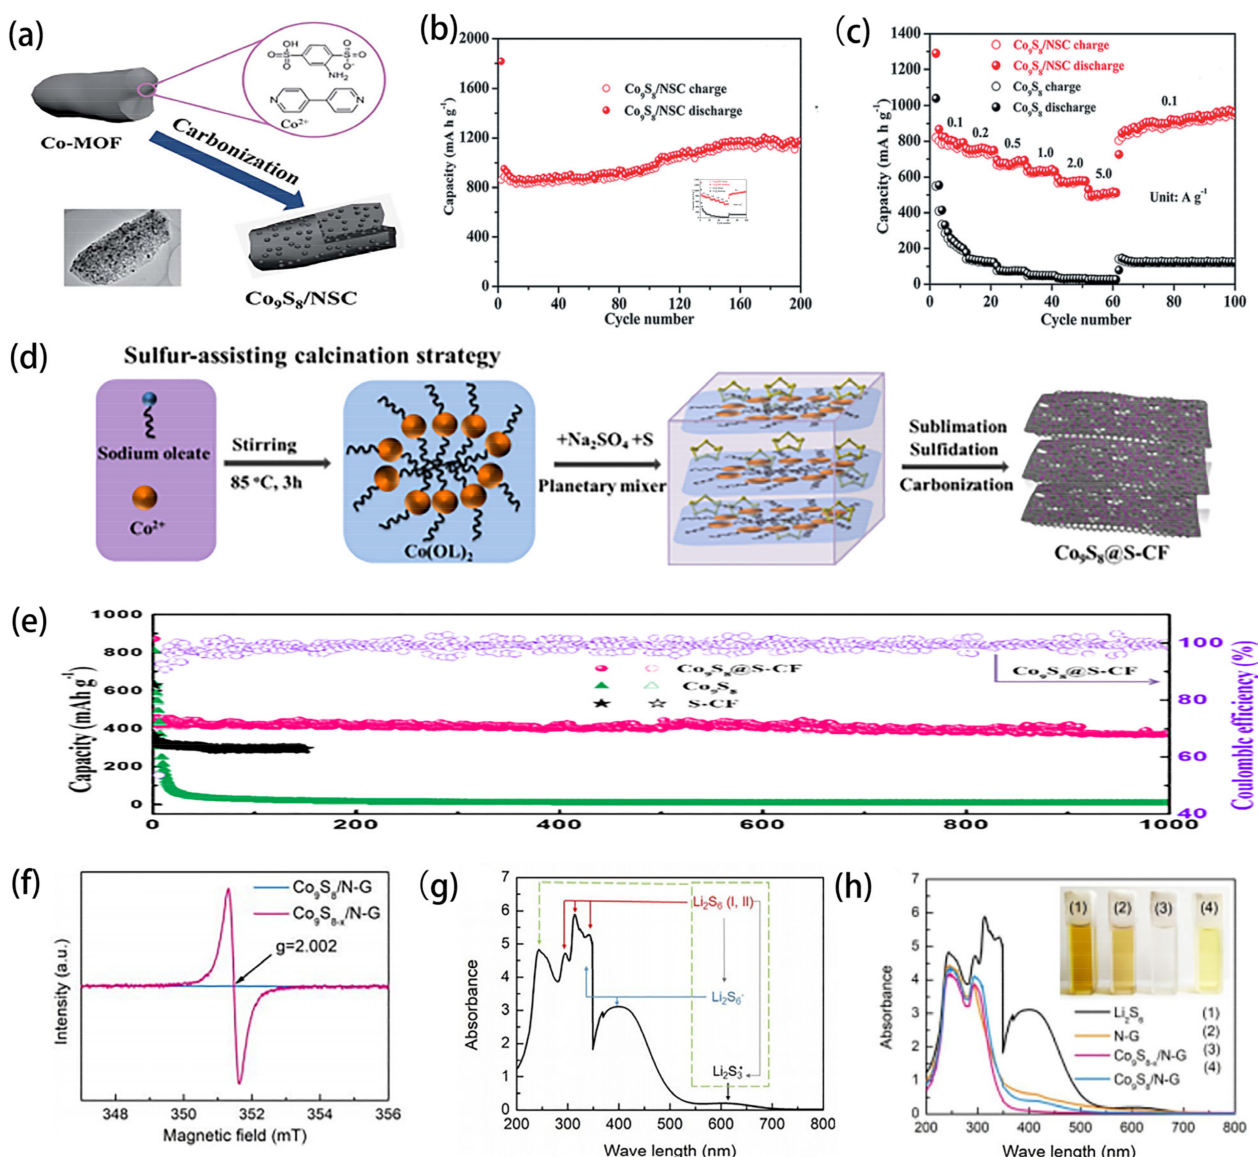 (a)
SO OH
O
S
O
O
S
O
O⁻
NH₂
N
N
Co²⁺
Co-MOF
Carbonization
Co₉S₈/NSC
(b)
Capacity (mA h g⁻¹)
2000
1600
1200
800
400
0
Co₉S₈/NSC charge
Co₉S₈/NSC discharge
0 40 80 120 160 200
Cycle number
(c)
Capacity (mA h g⁻¹)
1400
1200
1000
800
600
400
200
0
Co₉S₈/NSC charge
Co₉S₈/NSC discharge
Co₉S₈ charge
Co₉S₈ discharge
0.1
0.2
0.5
1.0
2.0
5.0
0.1
Unit: A g⁻¹
0 20 40 60 80 100
Cycle number
(d)
Sulfur-assisting calcination strategy
Sodium oleate
Co²⁺
Stirring
85 °C, 3h
Co(OL)₂
+Na₂SO₄ +S
Planetary mixer
Sublimation
Sulfidation
Carbonization
Co₉S₈@S-CF
(e)
Capacity (mAh g⁻¹)
1000
800
600
400
200
0
Co₉S₈@S-CF
Co₉S₈
S-CF
Co₉S₈@S-CF
100
80
60
40
Coulombic efficiency (%)
0 200 400 600 800 1000
(f)
Intensity (a.u.)
Co₉S₈/N-G
Co₉S₈₋ₓ/N-G
g=2.002
348 350 352 354 356
Magnetic field (mT)
(g)
Absorbance
7
6
5
4
3
2
1
0
Li₂S₆ (I, II)
Li₂S₆⁻
200 300 400 500 600 700 800
Wave length (nm)
(h)
Absorbance
7
6
5
4
3
2
1
0
(1) (2) (3) (4)
Li₂S₆ (1)
N-G (2)
Co₉S₈₋ₓ/N-G (3)
Co₉S₈/N-G (4)
200 300 400 500 600 700 800
Wave length (nm)